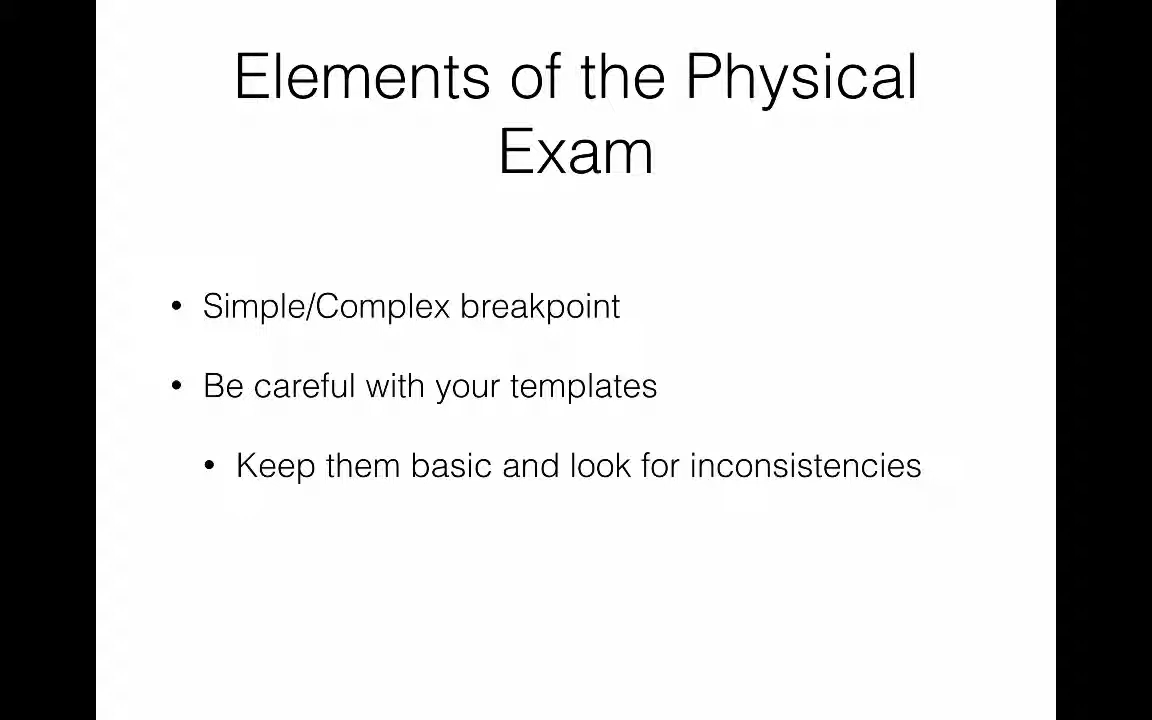 Elements of the Physical
Exam
• Simple/Complex breakpoint
• Be careful with your templates
• Keep them basic and look for inconsistencies